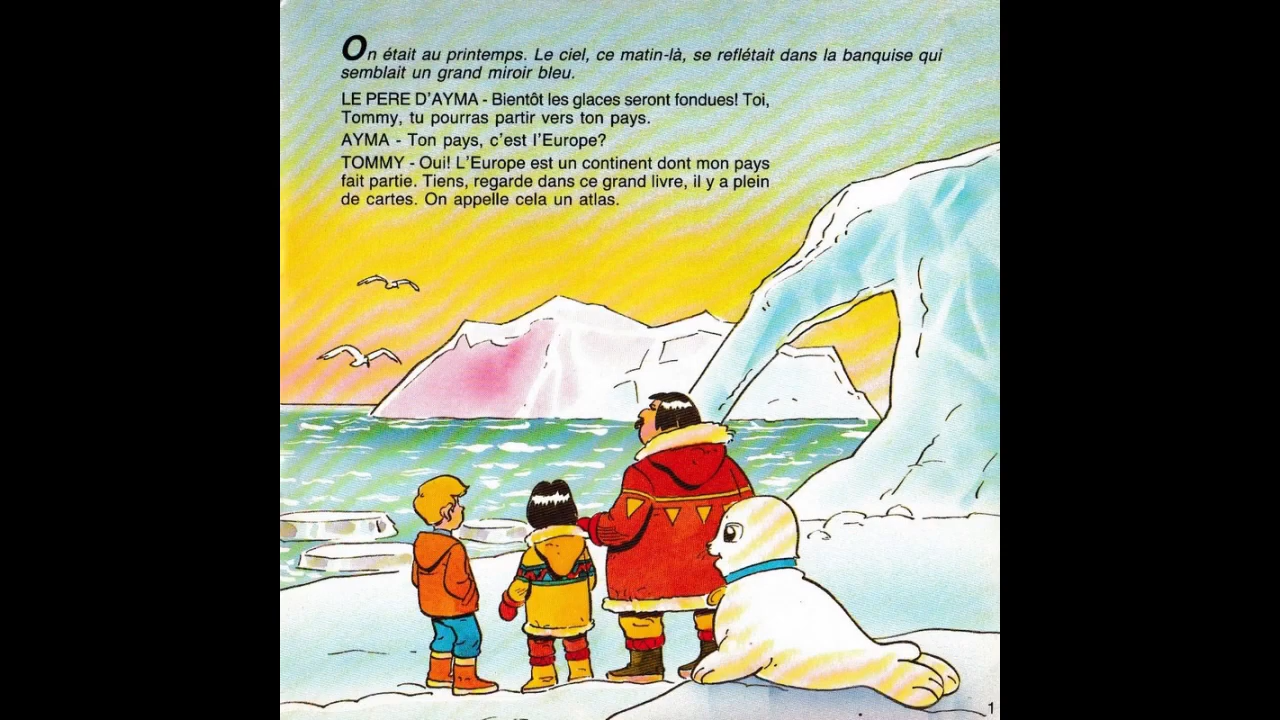 On était au printemps. Le ciel, ce matin-là, se reflétait dans la banquise qui
semblait un grand miroir bleu.
LE PERE D'AYMA - Bientôt les glaces seront fondues! Toi,
Tommy, tu pourras partir vers ton pays.
AYMA - Ton pays, c'est l'Europe?
TOMMY - Oui! L'Europe est un continent dont mon pays
fait partie. Tiens, regarde dans ce grand livre, il y a plein
de cartes. On appelle cela un atlas.
1